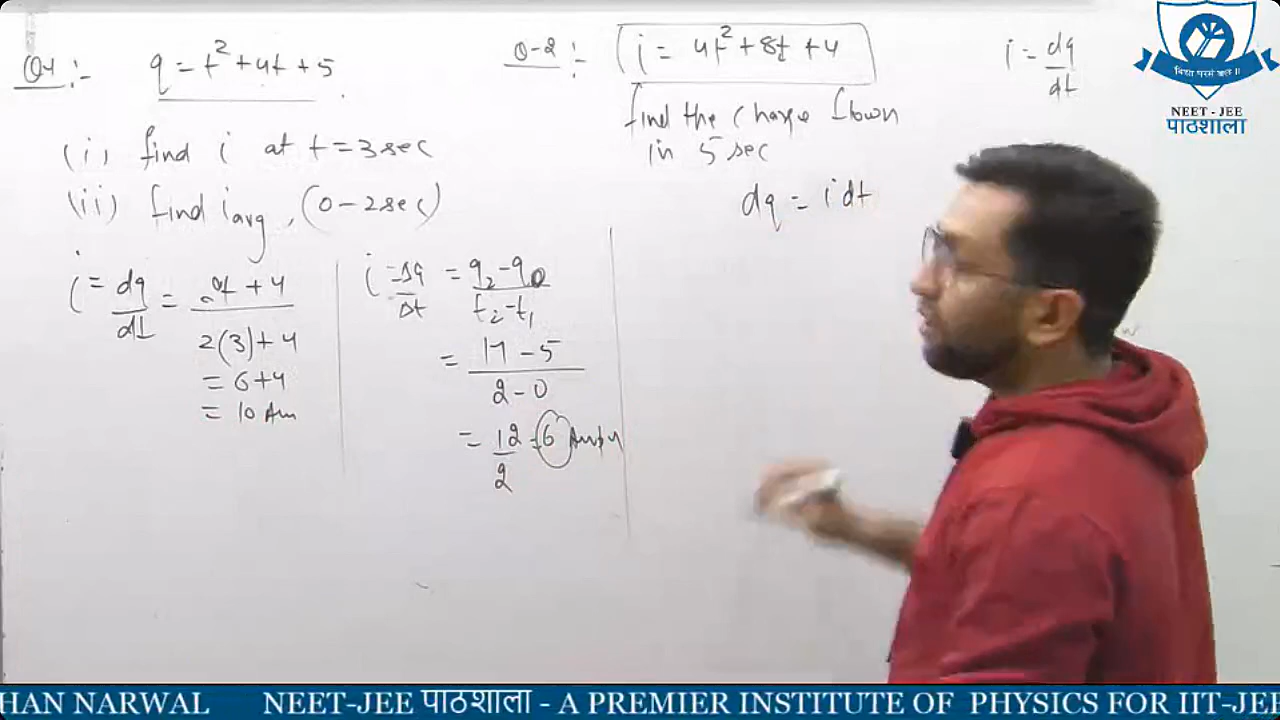 Q-1 :- q = t² + 4t + 5
(i) find i at t = 3 sec
(ii) find i avg, (0 - 2 sec)
i = dq/dt = 2t + 4
2(3) + 4
= 6 + 4
= 10 Am
i = Δq/Δt = q₂ - q₀ / t₂ - t₁
= 17 - 5 / 2 - 0
= 12/2 = 6
Q-2 :- i = 4t² + 8t + 4
find the charge flown
in 5 sec
dq = i dt
i = dq/dt
विद्या परमं बलम ॥
NEET - JEE
पाठशाला
HAN NARWAL NEET-JEE पाठशाला - A PREMIER INSTITUTE OF PHYSICS FOR IIT-JEE